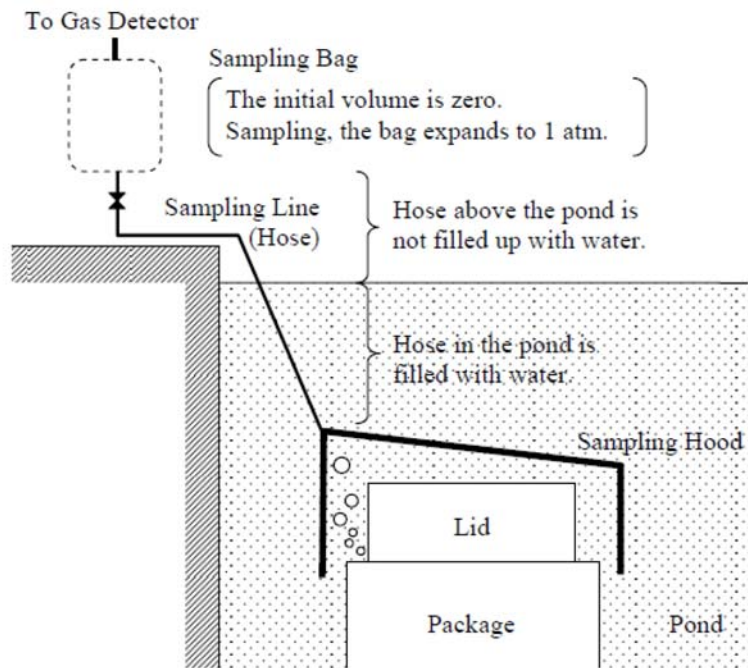 To Gas Detector
Sampling Bag
The initial volume is zero.
Sampling, the bag expands to 1 atm.
Sampling Line
(Hose)
Hose above the pond is
not filled up with water.
Hose in the pond is
filled with water.
Sampling Hood
Lid
Package
Pond